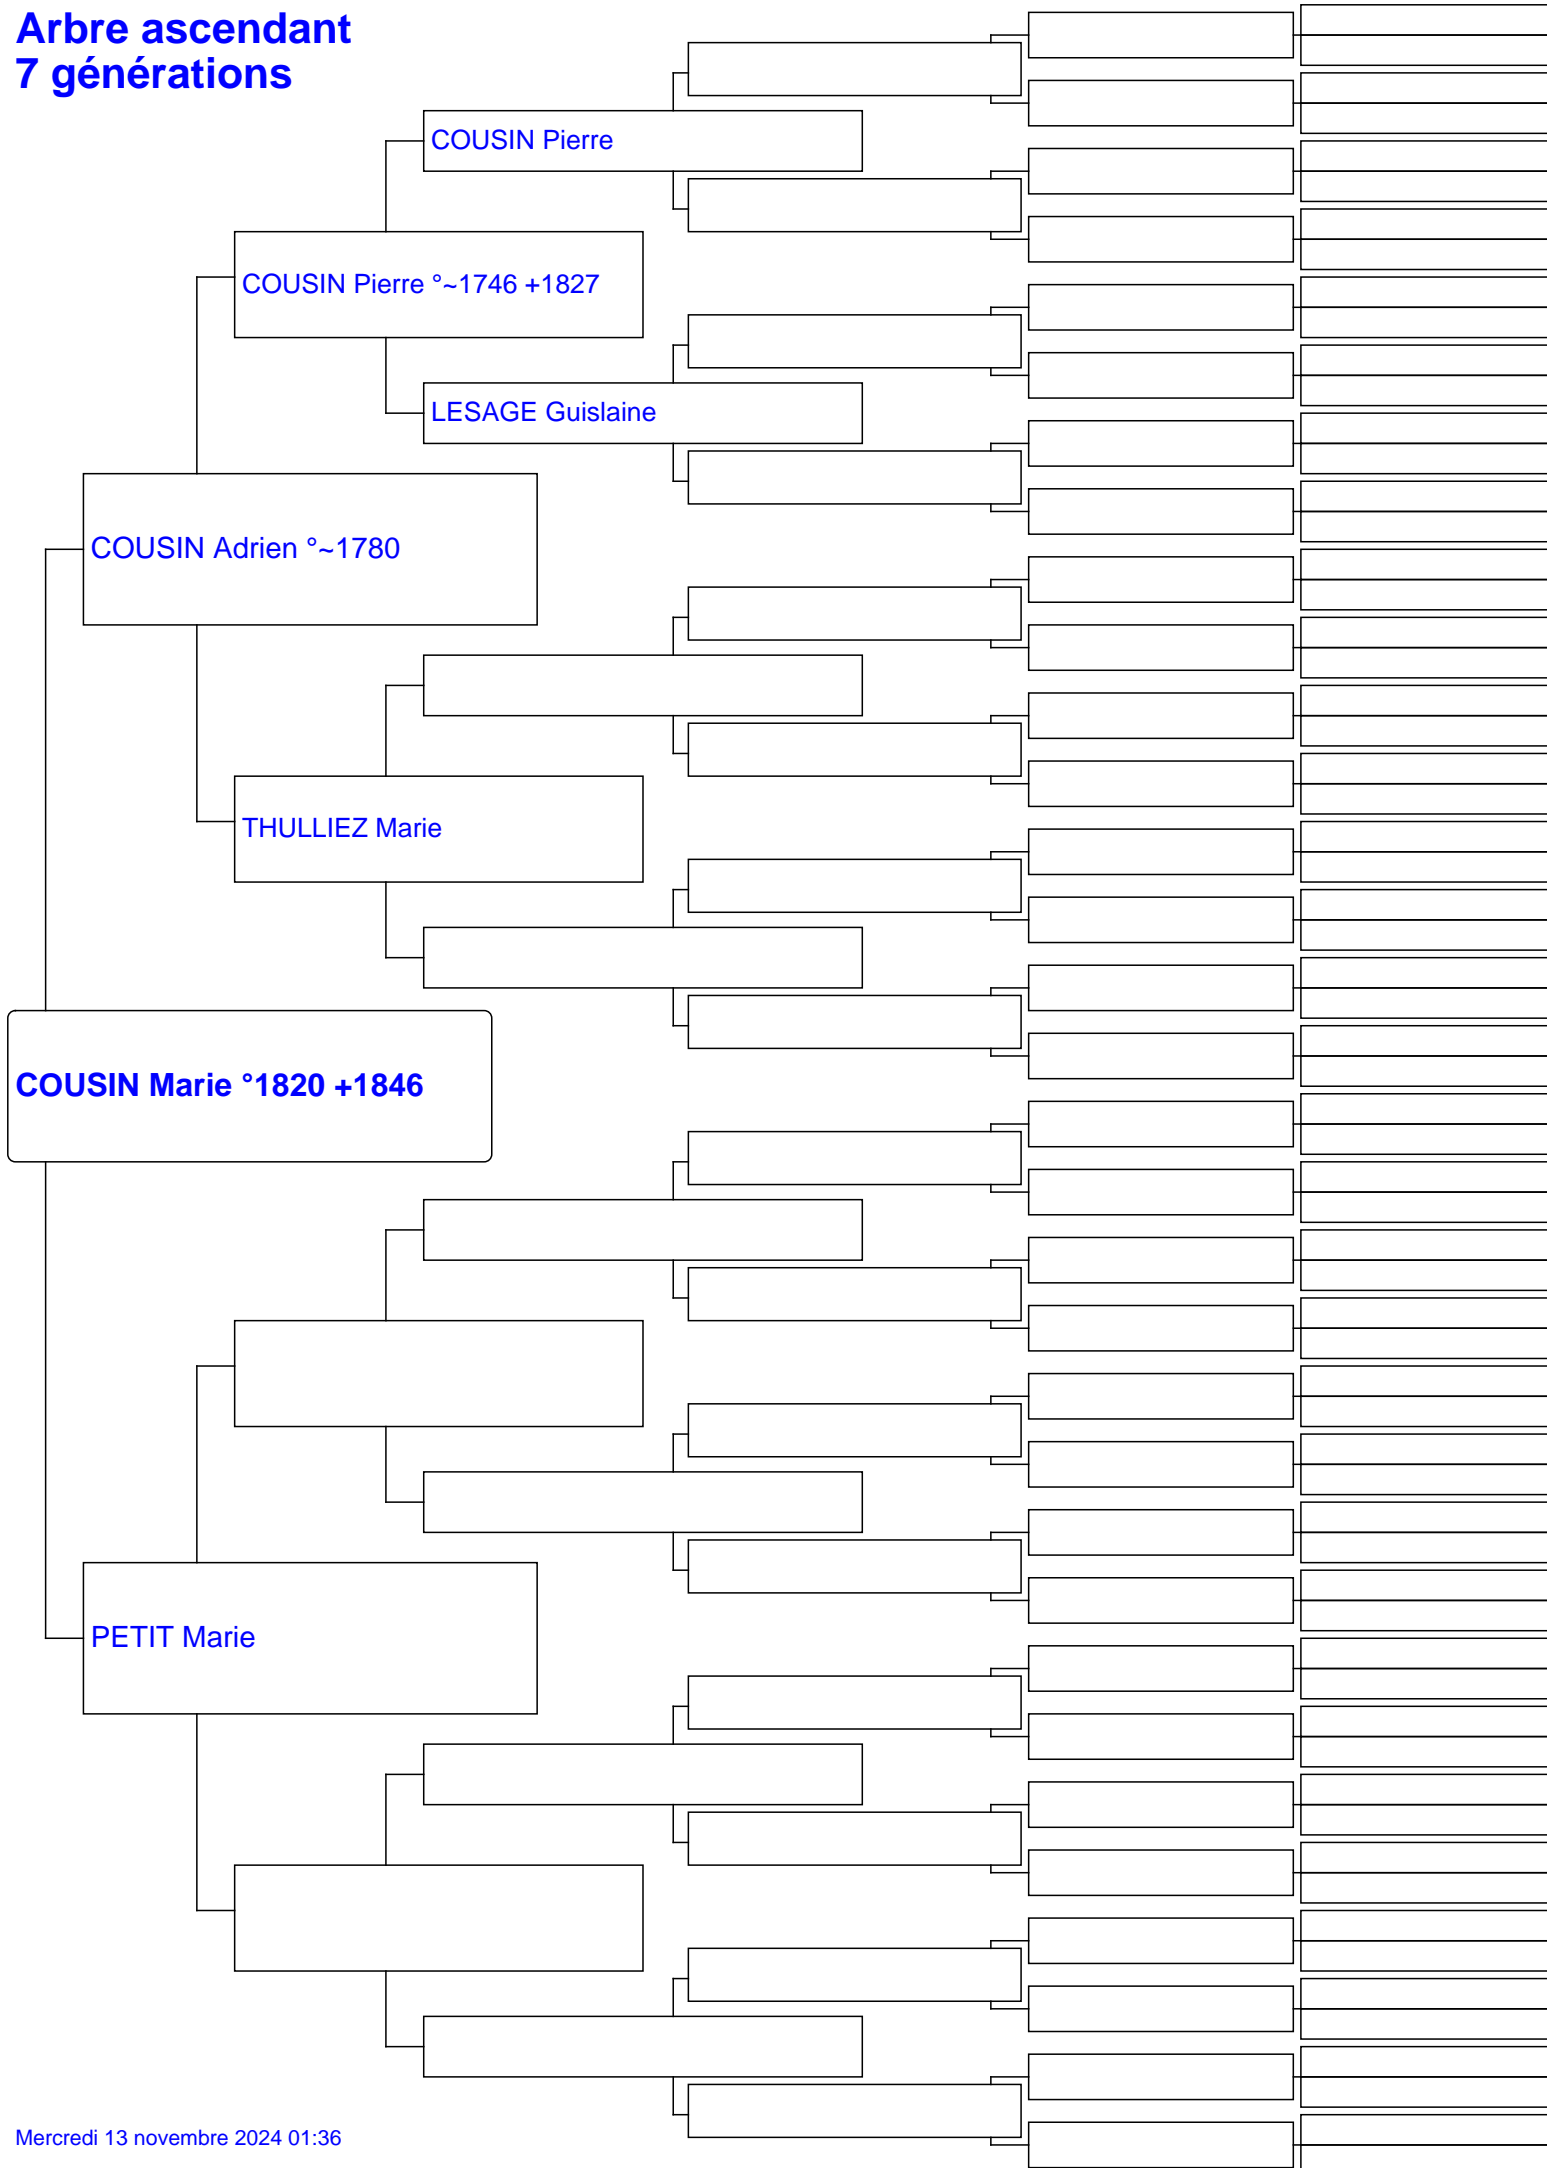 Arbre ascendant
7 générations
COUSIN Pierre
COUSIN Pierre °~1746 +1827
LESAGE Guislaine
COUSIN Adrien °~1780
THULLIEZ Marie
COUSIN Marie °1820 +1846
PETIT Marie
Mercredi 13 novembre 2024 01:36